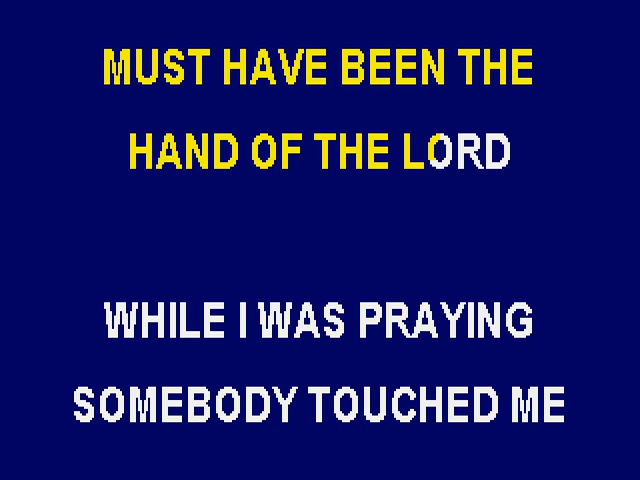 MUST HAVE BEEN THE
HAND OF THE LORD
WHILE I WAS PRAYING
SOMEBODY TOUCHED ME